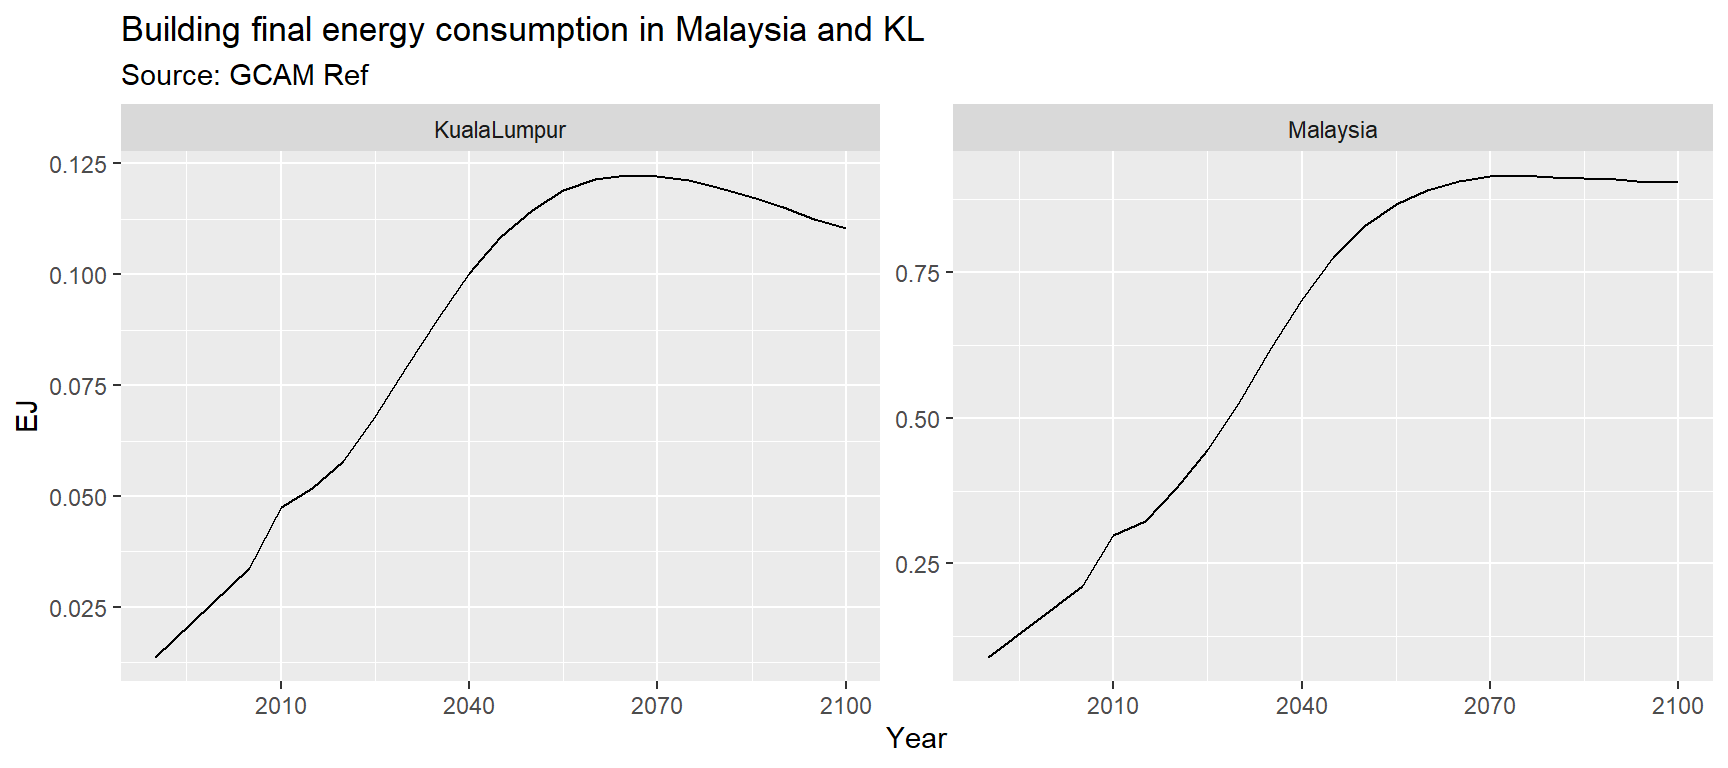 Building final energy consumption in Malaysia and KL
Source: GCAM Ref
KualaLumpur
Malaysia
EJ
0.125
0.100
0.075
0.050
0.025
0.75
0.50
0.25
2010 2040 2070 2100
2010 2040 2070 2100
Year